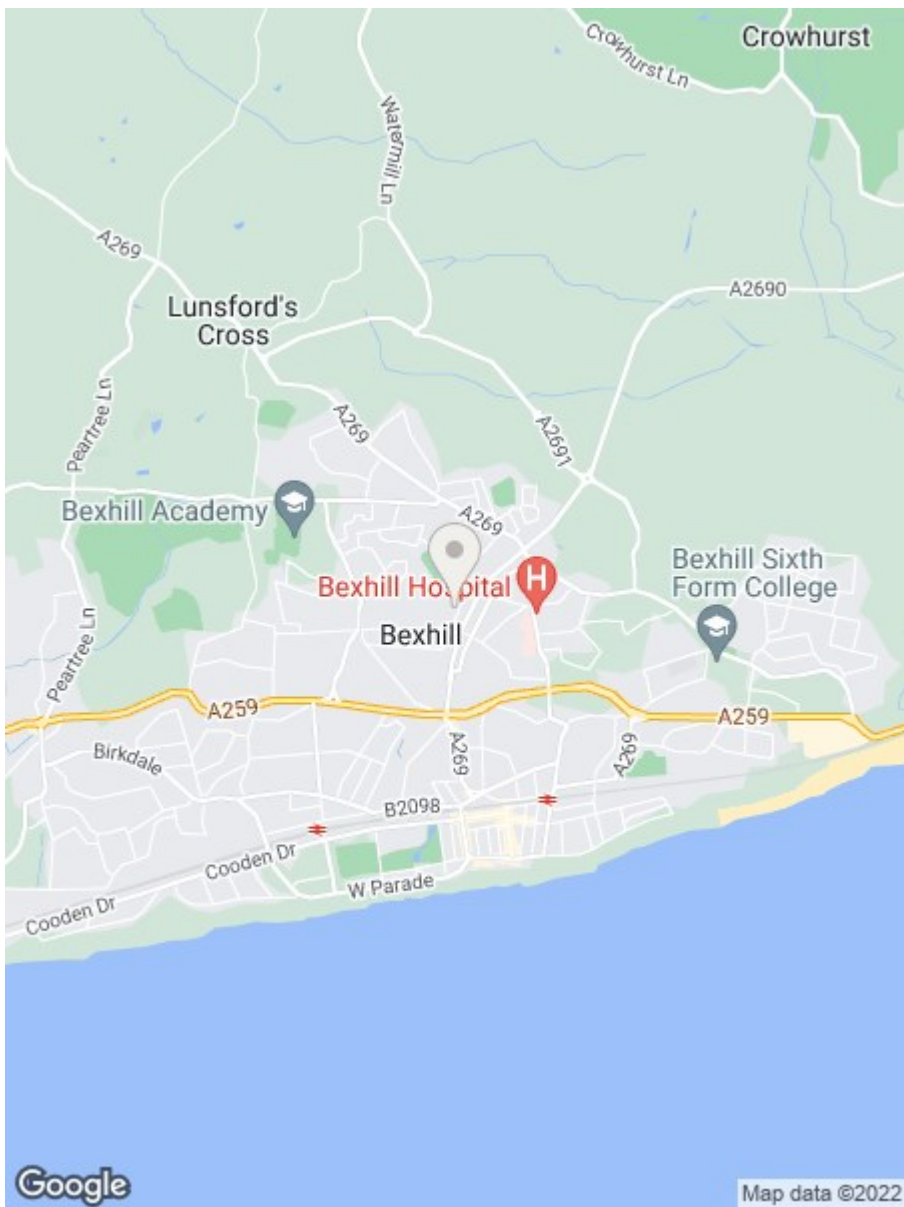 Crowhurst
Crowhurst Ln
Watermill Ln
A269
A2690
Lunsford's
Cross
Peartree Ln
A269
A2691
Bexhill Academy
A269
Bexhill Hospital
H
Bexhill Sixth
Form College
Bexhill
Peartree Ln
A259
A259
Birkdale
A269
A269
B2098
Cooden Dr
W Parade
Cooden Dr
Google
Map data ©2022